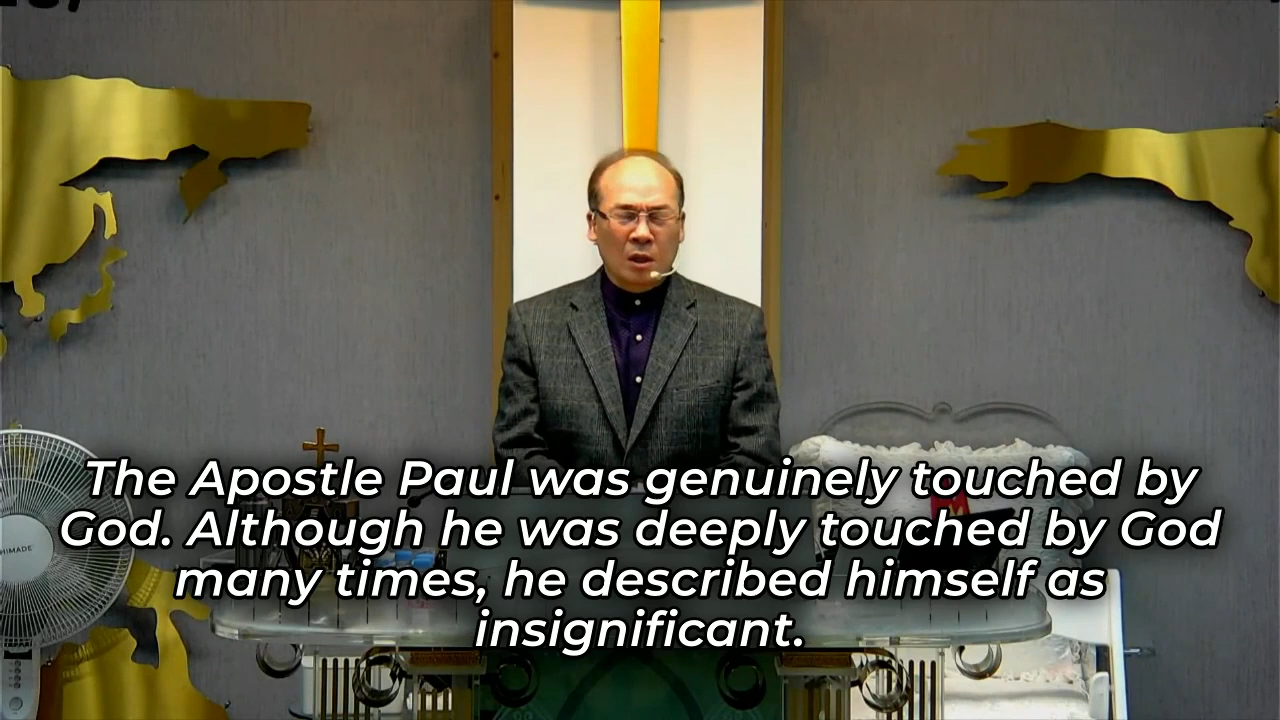 The Apostle Paul was genuinely touched by
God. Although he was deeply touched by God
many times, he described himself as
insignificant.